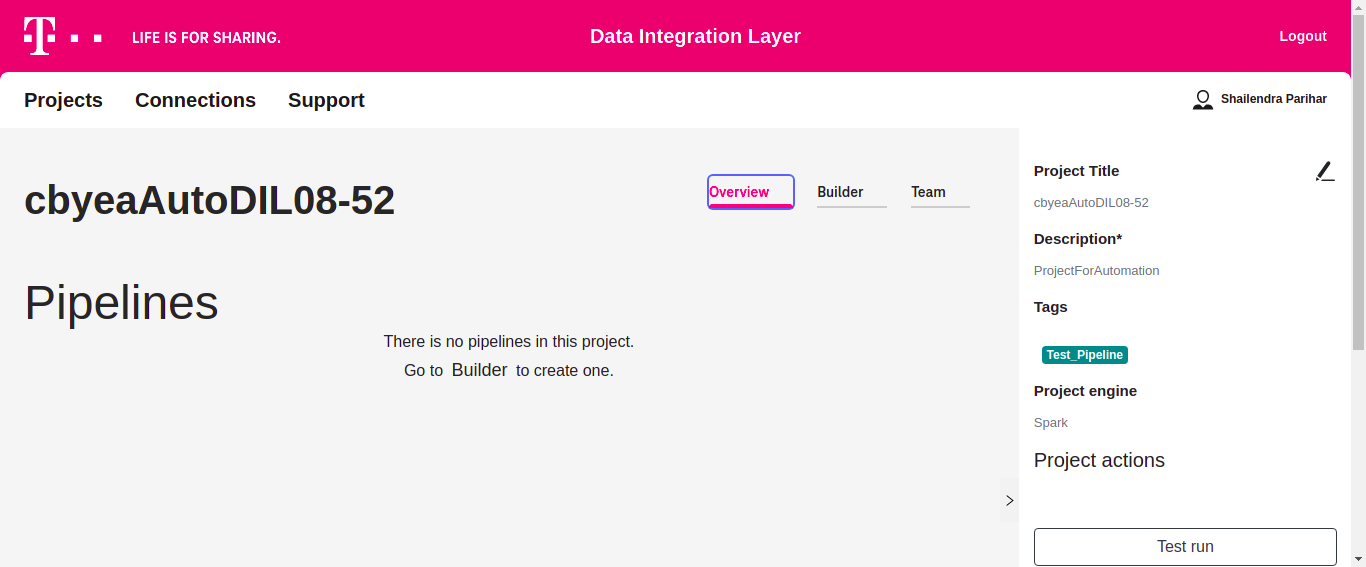 T
LIFE IS FOR SHARING.
Data Integration Layer
Logout
Projects
Connections
Support
Shailendra Parihar
cbyeaAutoDIL08-52
Overview
Builder
Team
Pipelines
There is no pipelines in this project.
Go to Builder to create one.
Project Title
cbyeaAutoDIL08-52
Description*
ProjectForAutomation
Tags
Test_Pipeline
Project engine
Spark
Project actions
Test run